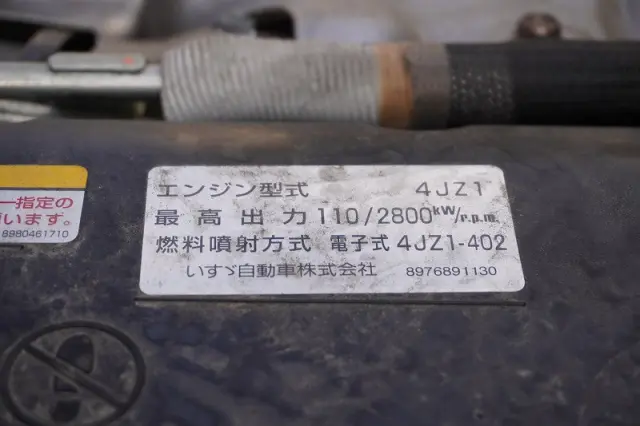 一指定の
います。
8980461710
エンジン型式 4JZ1
最高出力 110/2800kW/r.p.m.
燃料噴射方式 電子式 4JZ1-402
いすゞ自動車株式会社 8976891130